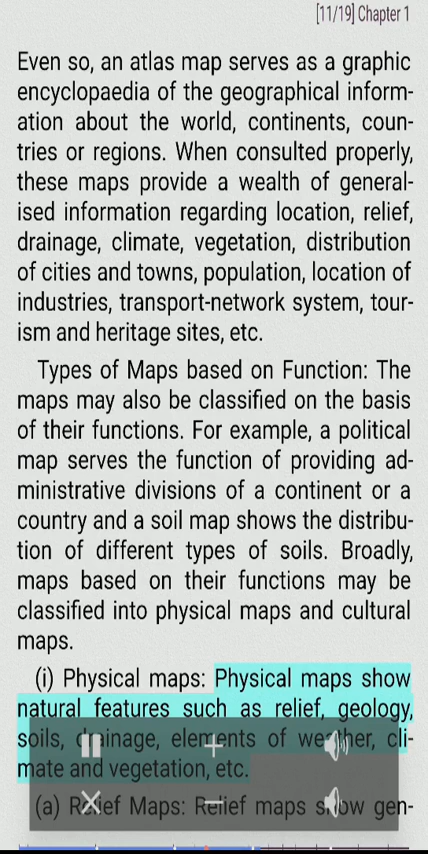 [11/19] Chapter 1
Even so, an atlas map serves as a graphic
encyclopaedia of the geographical inform-
ation about the world, continents, coun-
tries or regions. When consulted properly,
these maps provide a wealth of general-
ised information regarding location, relief,
drainage, climate, vegetation, distribution
of cities and towns, population, location of
industries, transport-network system, tour-
ism and heritage sites, etc.
Types of Maps based on Function: The
maps may also be classified on the basis
of their functions. For example, a political
map serves the function of providing ad-
ministrative divisions of a continent or a
country and a soil map shows the distribu-
tion of different types of soils. Broadly,
maps based on their functions may be
classified into physical maps and cultural
maps.
(i) Physical maps: Physical maps show
natural features such as relief, geology,
soils, drainage, elements of weather, cli-
mate and vegetation, etc.
(a) Relief Maps: Relief maps show gen-